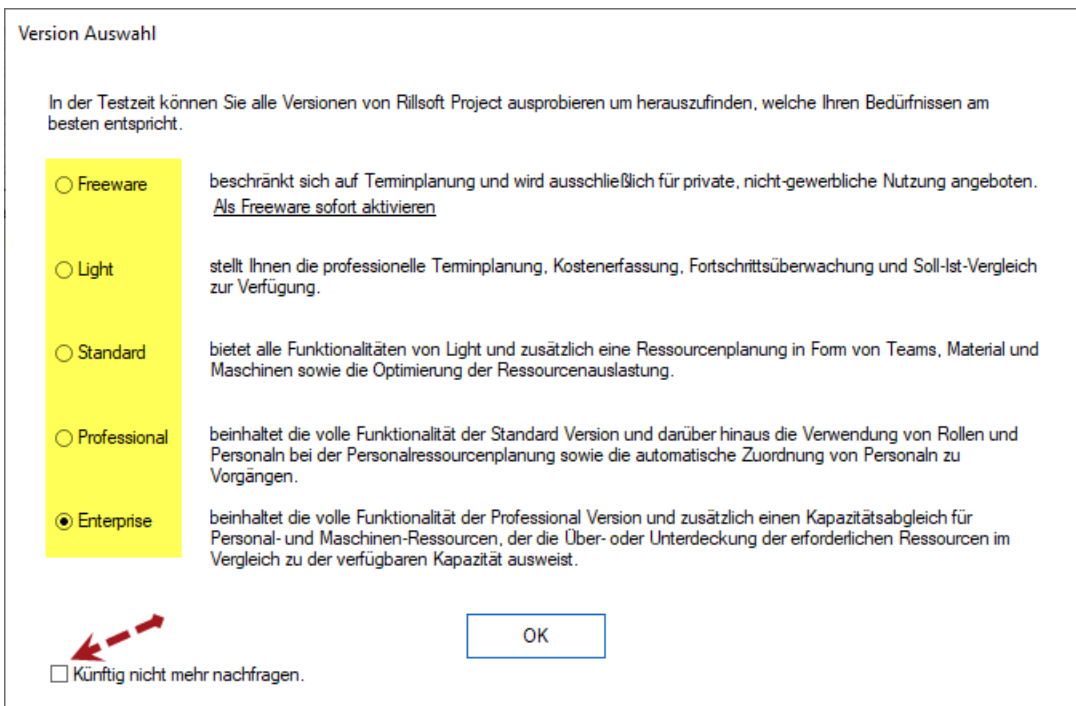 Version Auswahl
In der Testzeit können Sie alle Versionen von Rillsoft Project ausprobieren um herauszufinden, welche Ihren Bedürfnissen am
besten entspricht.
Freeware
beschränkt sich auf Terminplanung und wird ausschließlich für private, nicht-gewerbliche Nutzung angeboten.
Als Freeware sofort aktivieren
Light
stellt Ihnen die professionelle Terminplanung, Kostenerfassung, Fortschrittsüberwachung und Soll-Ist-Vergleich
zur Verfügung.
Standard
bietet alle Funktionalitäten von Light und zusätzlich eine Ressourcenplanung in Form von Teams, Material und
Maschinen sowie die Optimierung der Ressourcenauslastung.
Professional
beinhaltet die volle Funktionalität der Standard Version und darüber hinaus die Verwendung von Rollen und
Personaln bei der Personalressourcenplanung sowie die automatische Zuordnung von Personaln zu
Vorgängen.
Enterprise
beinhaltet die volle Funktionalität der Professional Version und zusätzlich einen Kapazitätsabgleich für
Personal- und Maschinen-Ressourcen, der die Über- oder Unterdeckung der erforderlichen Ressourcen im
Vergleich zu der verfügbaren Kapazität ausweist.
OK
Künftig nicht mehr nachfragen.